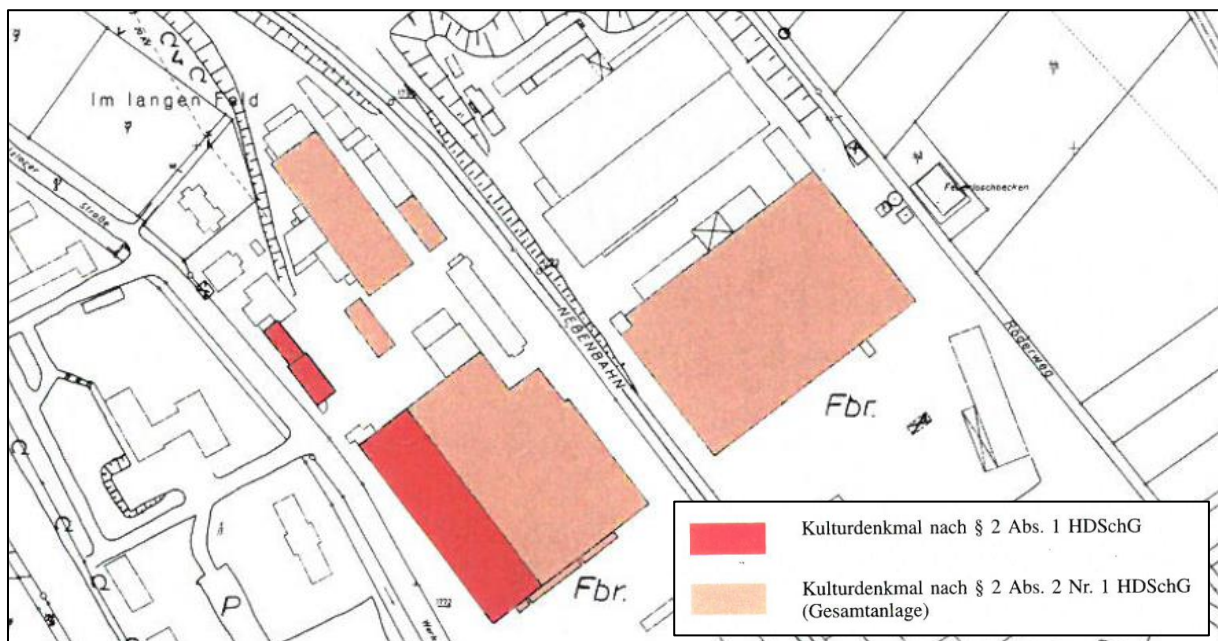 Im langen Feld
Straße
NEBENBAHN
Röderweg
Fbr.
Fbr.
P
Kulturdenkmal nach § 2 Abs. 1 HDSchG
Kulturdenkmal nach § 2 Abs. 2 Nr. 1 HDSchG
(Gesamtanlage)